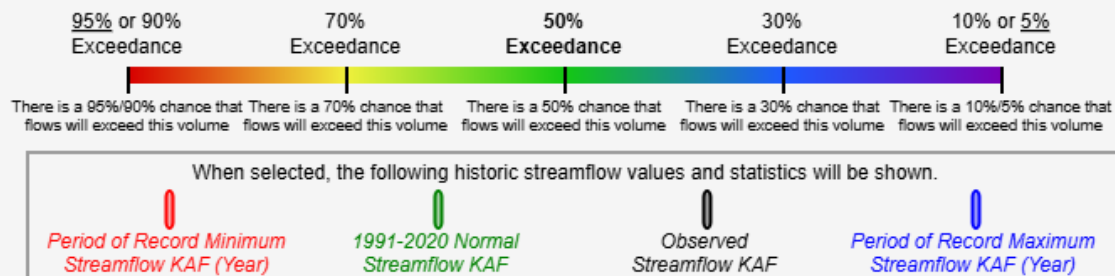 95% or 90%
Exceedance
70%
Exceedance
50%
Exceedance
30%
Exceedance
10% or 5%
Exceedance
There is a 95%/90% chance that
flows will exceed this volume
There is a 70% chance that
flows will exceed this volume
There is a 50% chance that
flows will exceed this volume
There is a 30% chance that
flows will exceed this volume
There is a 10%/5% chance that
flows will exceed this volume
When selected, the following historic streamflow values and statistics will be shown.
Period of Record Minimum
Streamflow KAF (Year)
1991-2020 Normal
Streamflow KAF
Observed
Streamflow KAF
Period of Record Maximum
Streamflow KAF (Year)